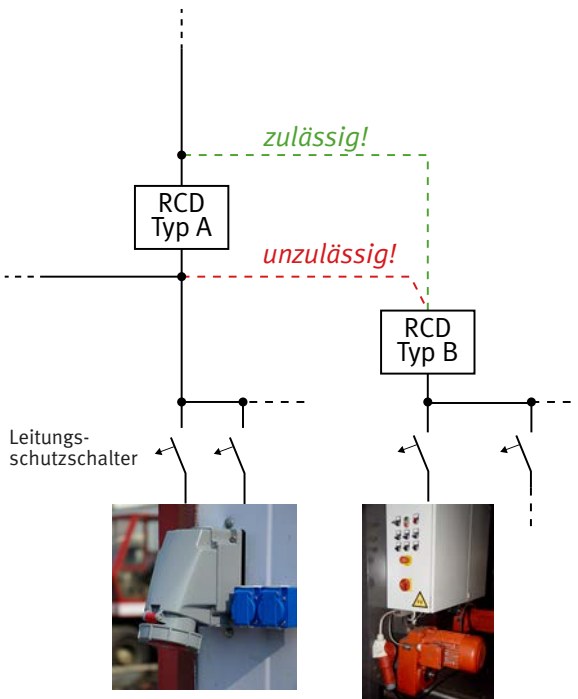 zulässig!
RCD
Typ A
unzulässig!
RCD
Typ B
Leitungs-
schutzschalter